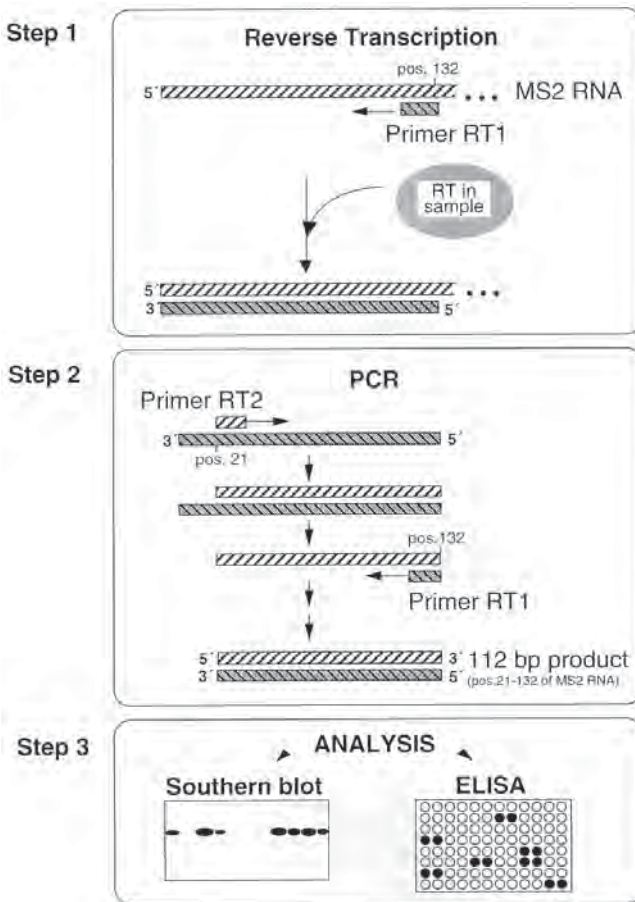 Step 1
Reverse Transcription
pos. 132
5´ ... MS2 RNA
Primer RT1
RT in
sample
5´ ...
3´ 5´
Step 2
PCR
Primer RT2
3´ 5´
pos. 21
pos.132
Primer RT1
5´ 3´ 112 bp product
3´ 5´ (pos.21-132 of MS2 RNA)
Step 3
ANALYSIS
Southern blot
ELISA